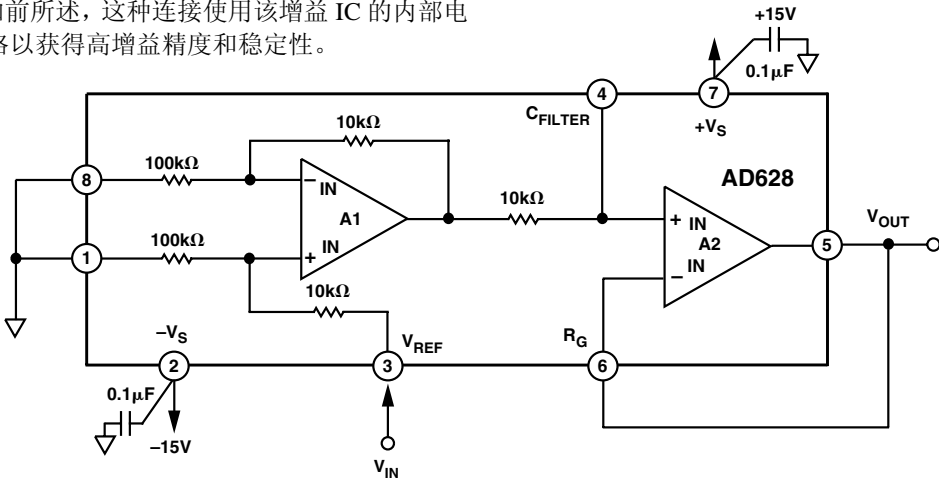 前所述，这种连接使用该增益 IC 的内部电
以获得高增益精度和稳定性。
+15V
0.1μF
4
7
CFILTER
+VS
10kΩ
100kΩ
8
–
IN
A1
10kΩ
AD628
+ IN
A2
IN
–
VOUT
5
100kΩ
1
IN
+
10kΩ
–VS
VREF
RG
2
3
6
0.1μF
–15V
VIN